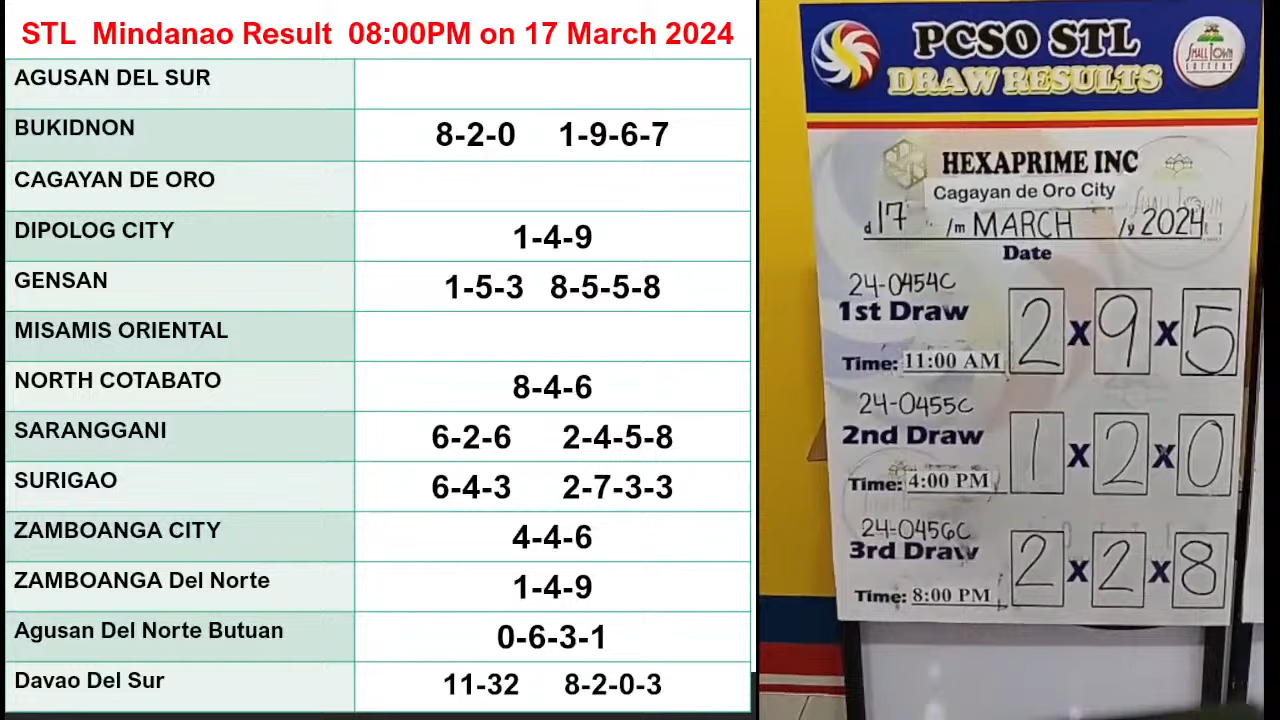 STL Mindanao Result 08:00PM on 17 March 2024
AGUSAN DEL SUR
BUKIDNON 8-2-0 1-9-6-7
CAGAYAN DE ORO
DIPOLOG CITY 1-4-9
GENSAN 1-5-3 8-5-5-8
MISAMIS ORIENTAL
NORTH COTABATO 8-4-6
SARANGGANI 6-2-6 2-4-5-8
SURIGAO 6-4-3 2-7-3-3
ZAMBOANGA CITY 4-4-6
ZAMBOANGA Del Norte 1-4-9
Agusan Del Norte Butuan 0-6-3-1
Davao Del Sur 11-32 8-2-0-3
PCSO STL
DRAW RESULTS
SMALL TOWN
LOTTERY
HEXAPRIME INC
Cagayan de Oro City
d 17 /m MARCH /y 2024
Date
24-0454C
1st Draw 2 x 9 x 5
Time: 11:00 AM
24-0455C
2nd Draw 1 x 2 x 0
Time: 4:00 PM
24-0456C
3rd Draw 2 x 2 x 8
Time: 8:00 PM